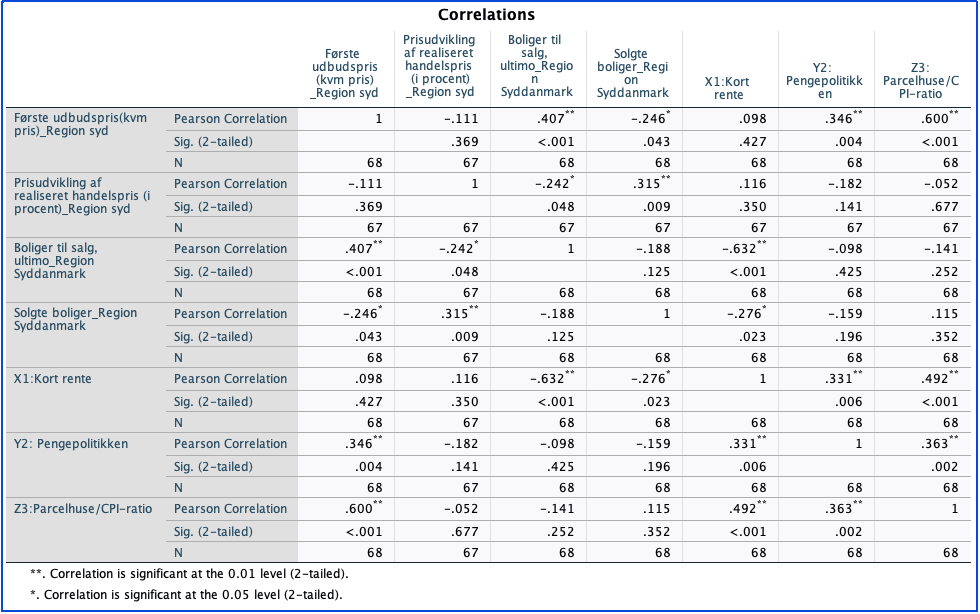 Correlations
Første udbudspris (kvm pris) _Region syd
Prisudvikling af realiseret handelspris (i procent) _Region syd
Boliger til salg, ultimo_Regio n Syddanmark
Solgte boliger_Regi on Syddanmark
X1:Kort rente
Y2: Pengepolitikk en
Z3: Parcelhuse/C PI-ratio
Første udbudspris(kvm pris)_Region syd
Pearson Correlation 1 -.111 .407** -.246* .098 .346** .600**
Sig. (2-tailed) .369 <.001 .043 .427 .004 <.001
N 68 67 68 68 68 68 68
Prisudvikling af realiseret handelspris (i procent)_Region syd
Pearson Correlation -.111 1 -.242* .315** .116 -.182 -.052
Sig. (2-tailed) .369 .048 .009 .350 .141 .677
N 67 67 67 67 67 67 67
Boliger til salg, ultimo_Region Syddanmark
Pearson Correlation .407** -.242* 1 -.188 -.632** -.098 -.141
Sig. (2-tailed) <.001 .048 .125 <.001 .425 .252
N 68 67 68 68 68 68 68
Solgte boliger_Region Syddanmark
Pearson Correlation -.246* .315** -.188 1 -.276* -.159 .115
Sig. (2-tailed) .043 .009 .125 .023 .196 .352
N 68 67 68 68 68 68 68
X1:Kort rente
Pearson Correlation .098 .116 -.632** -.276* 1 .331** .492**
Sig. (2-tailed) .427 .350 <.001 .023 .006 <.001
N 68 67 68 68 68 68 68
Y2: Pengepolitikken
Pearson Correlation .346** -.182 -.098 -.159 .331** 1 .363**
Sig. (2-tailed) .004 .141 .425 .196 .006 .002
N 68 67 68 68 68 68 68
Z3:Parcelhuse/CPI-ratio
Pearson Correlation .600** -.052 -.141 .115 .492** .363** 1
Sig. (2-tailed) <.001 .677 .252 .352 <.001 .002
N 68 67 68 68 68 68 68
**. Correlation is significant at the 0.01 level (2-tailed).
*. Correlation is significant at the 0.05 level (2-tailed).